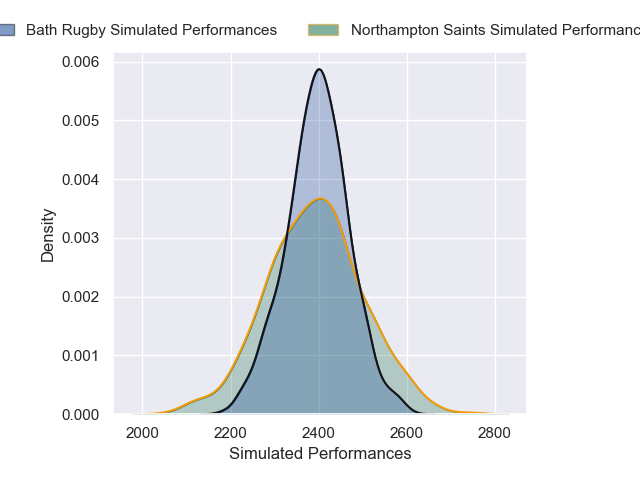 Bath Rugby Simulated Performances
Northampton Saints Simulated
0.006
0.005
0.004
0.003
0.002
0.001
0.000
Density
2000 2200 2400 2600 2800
Simulated Performances